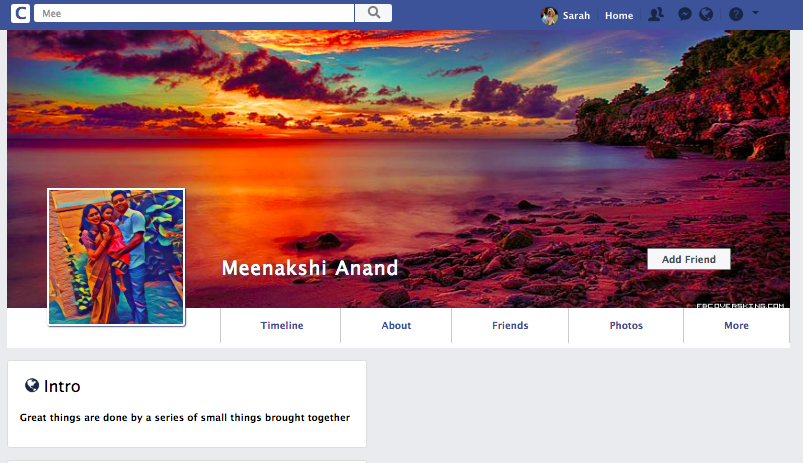 C
Mee
Sarah
Home
Meenakshi Anand
Add Friend
FBCOVERSKING.COM
Timeline
About
Friends
Photos
More
Intro
Great things are done by a series of small things brought together